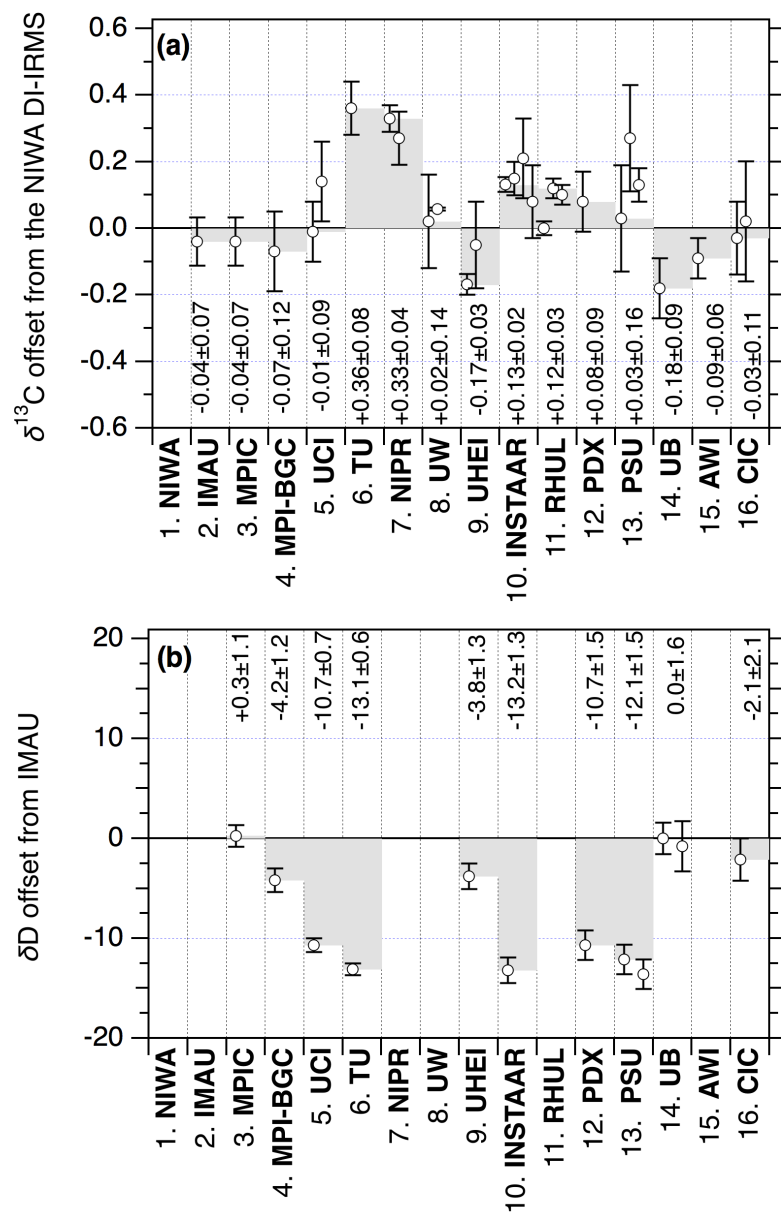 (a)
δ¹³C offset from the NIWA DI-IRMS
0.6
0.4
0.2
0.0
-0.2
-0.4
-0.6
-0.04±0.07
-0.04±0.07
-0.07±0.12
-0.01±0.09
+0.36±0.08
+0.33±0.04
+0.02±0.14
-0.17±0.03
+0.13±0.02
+0.12±0.03
+0.08±0.09
+0.03±0.16
-0.18±0.09
-0.09±0.06
-0.03±0.11
1. NIWA
2. IMAU
3. MPIC
4. MPI-BGC
5. UCI
6. TU
7. NIPR
8. UW
9. UHEI
10. INSTAAR
11. RHUL
12. PDX
13. PSU
14. UB
15. AWI
16. CIC
(b)
δD offset from IMAU
20
10
0
-10
-20
+0.3±1.1
-4.2±1.2
-10.7±0.7
-13.1±0.6
-3.8±1.3
-13.2±1.3
-10.7±1.5
-12.1±1.5
0.0±1.6
-2.1±2.1
1. NIWA
2. IMAU
3. MPIC
4. MPI-BGC
5. UCI
6. TU
7. NIPR
8. UW
9. UHEI
10. INSTAAR
11. RHUL
12. PDX
13. PSU
14. UB
15. AWI
16. CIC